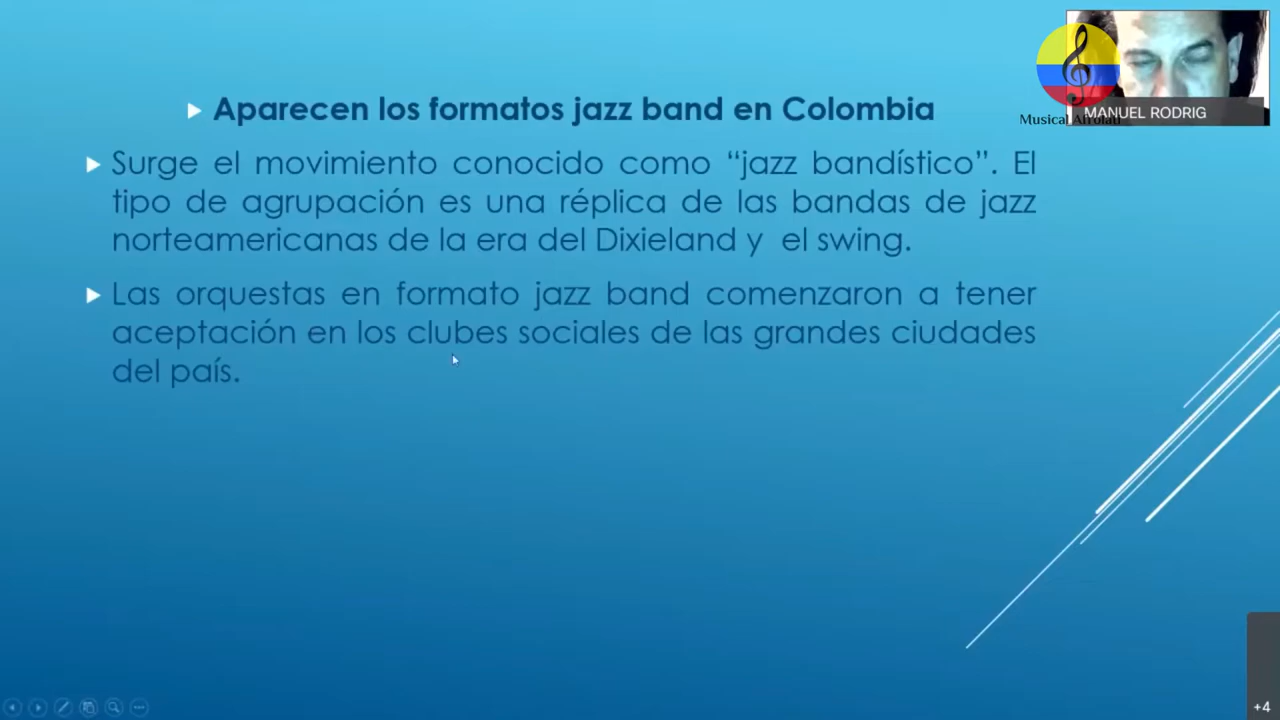 Aparecen los formatos jazz band en Colombia
Surge el movimiento conocido como “jazz bandístico”. El
tipo de agrupación es una réplica de las bandas de jazz
norteamericanas de la era del Dixieland y el swing.
Las orquestas en formato jazz band comenzaron a tener
aceptación en los clubes sociales de las grandes ciudades
del país.
MANUEL RODRIG
Musical Afrolat
+4